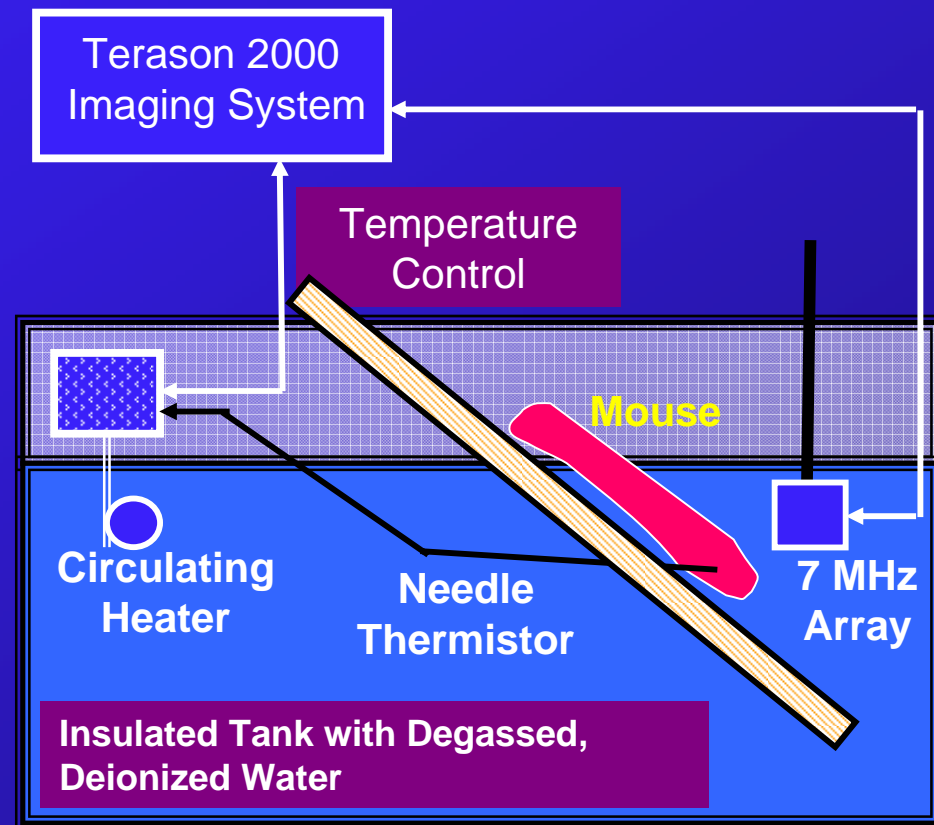 Terason 2000
Imaging System
Temperature
Control
Mouse
Circulating
Heater
Needle
Thermistor
7 MHz
Array
Insulated Tank with Degassed,
Deionized Water